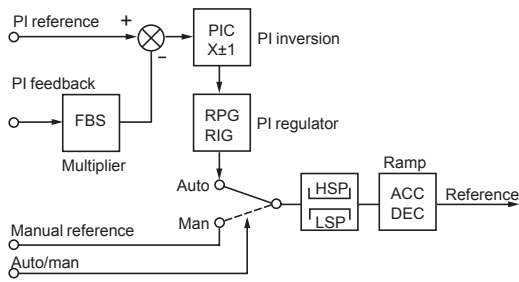 PI reference
+
−
PIC
X±1
PI inversion
PI feedback
FBS
Multiplier
RPG
RIG
PI regulator
Auto
Man
HSP
LSP
Ramp
ACC
DEC
Reference
Manual reference
Auto/man